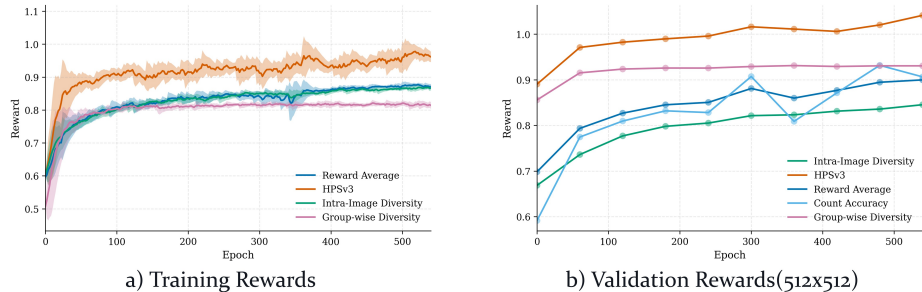 1.1
1.0
0.9
0.8
0.7
0.6
0.5
Reward
0
100
200
300
400
500
Epoch
Reward Average
HPSv3
Intra-Image Diversity
Group-wise Diversity
a) Training Rewards
1.0
0.9
0.8
0.7
0.6
Reward
0
100
200
300
400
500
Epoch
Intra-Image Diversity
HPSv3
Reward Average
Count Accuracy
Group-wise Diversity
b) Validation Rewards(512x512)